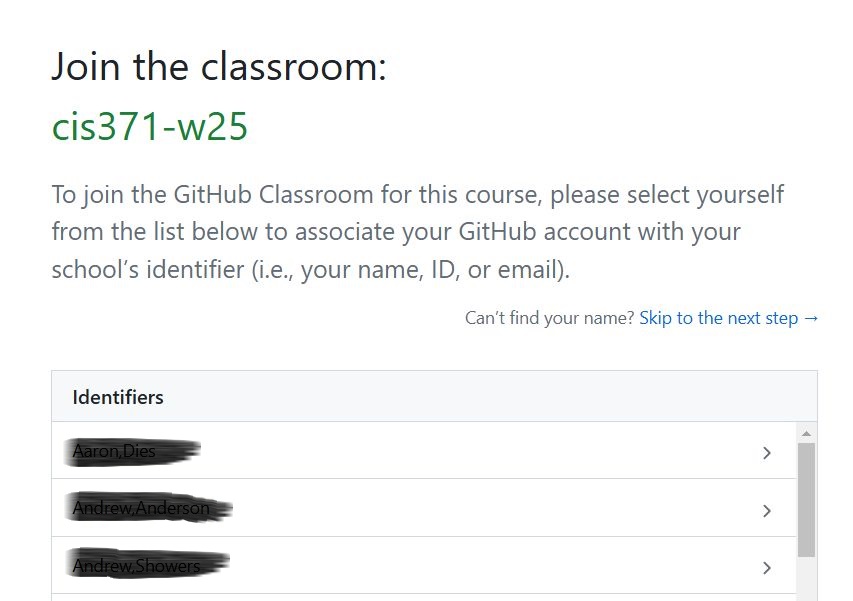 Join the classroom:
cis371-w25
To join the GitHub Classroom for this course, please select yourself
from the list below to associate your GitHub account with your
school’s identifier (i.e., your name, ID, or email).
Can’t find your name? Skip to the next step →
Identifiers
Aaron,Dies
Andrew,Anderson
Andrew,Showers